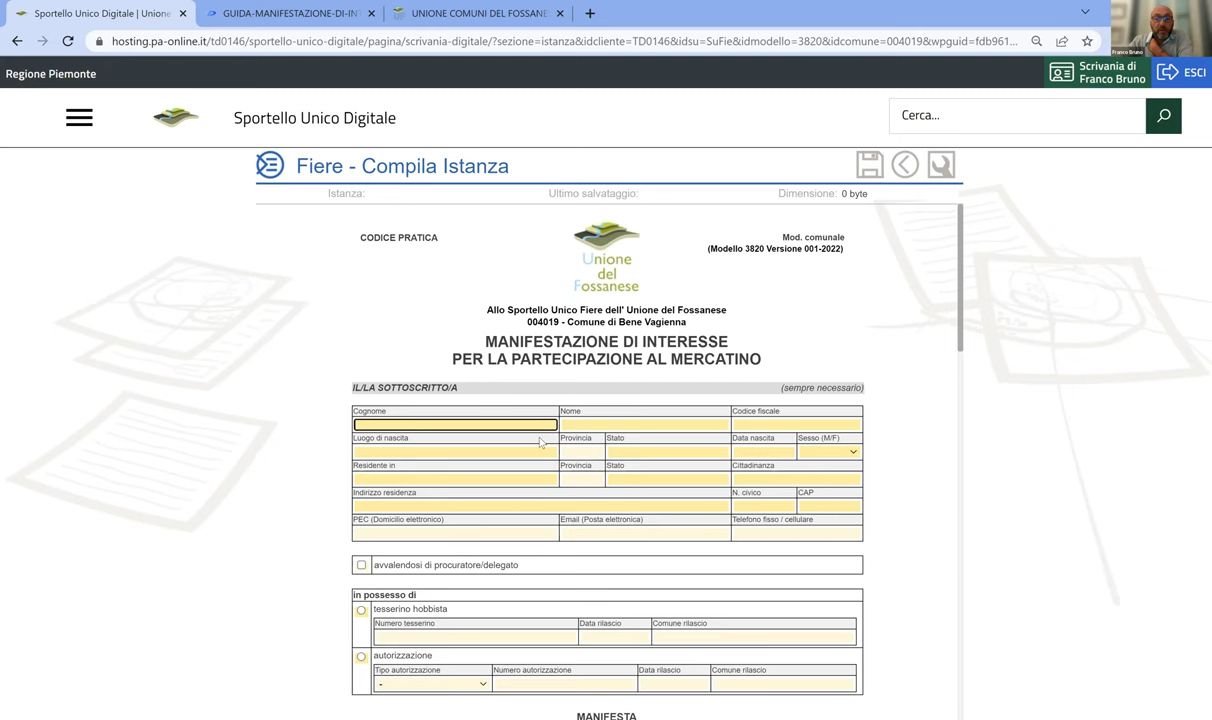 Sportello Unico Digitale | Unione
GUIDA-MANIFESTAZIONE-DI-IN
UNIONE COMUNI DEL FOSSANE
hosting.pa-online.it/td0146/sportello-unico-digitale/pagina/scrivania-digitale/?sezione=istanza&idcliente=TD0146&idsu=SuFie&idmodello=3820&idcomune=004019&wpguid=fdb961...
Franco Bruno
Regione Piemonte
Scrivania di
Franco Bruno
ESCI
Sportello Unico Digitale
Cerca...
Fiere - Compila Istanza
Istanza:
Ultimo salvataggio:
Dimensione: 0 byte
CODICE PRATICA
Unione
del
Fossanese
Mod. comunale
(Modello 3820 Versione 001-2022)
Allo Sportello Unico Fiere dell' Unione del Fossanese
004019 - Comune di Bene Vagienna
MANIFESTAZIONE DI INTERESSE
PER LA PARTECIPAZIONE AL MERCATINO
IL/LA SOTTOSCRITTO/A (sempre necessario)
Cognome Nome Codice fiscale
Luogo di nascita Provincia Stato Data nascita Sesso (M/F)
Residente in Provincia Stato Cittadinanza
Indirizzo residenza N. civico CAP
PEC (Domicilio elettronico) Email (Posta elettronica) Telefono fisso / cellulare
avvalendosi di procuratore/delegato
in possesso di
tesserino hobbista
Numero tesserino Data rilascio Comune rilascio
autorizzazione
Tipo autorizzazione Numero autorizzazione Data rilascio Comune rilascio
-
MANIFESTA